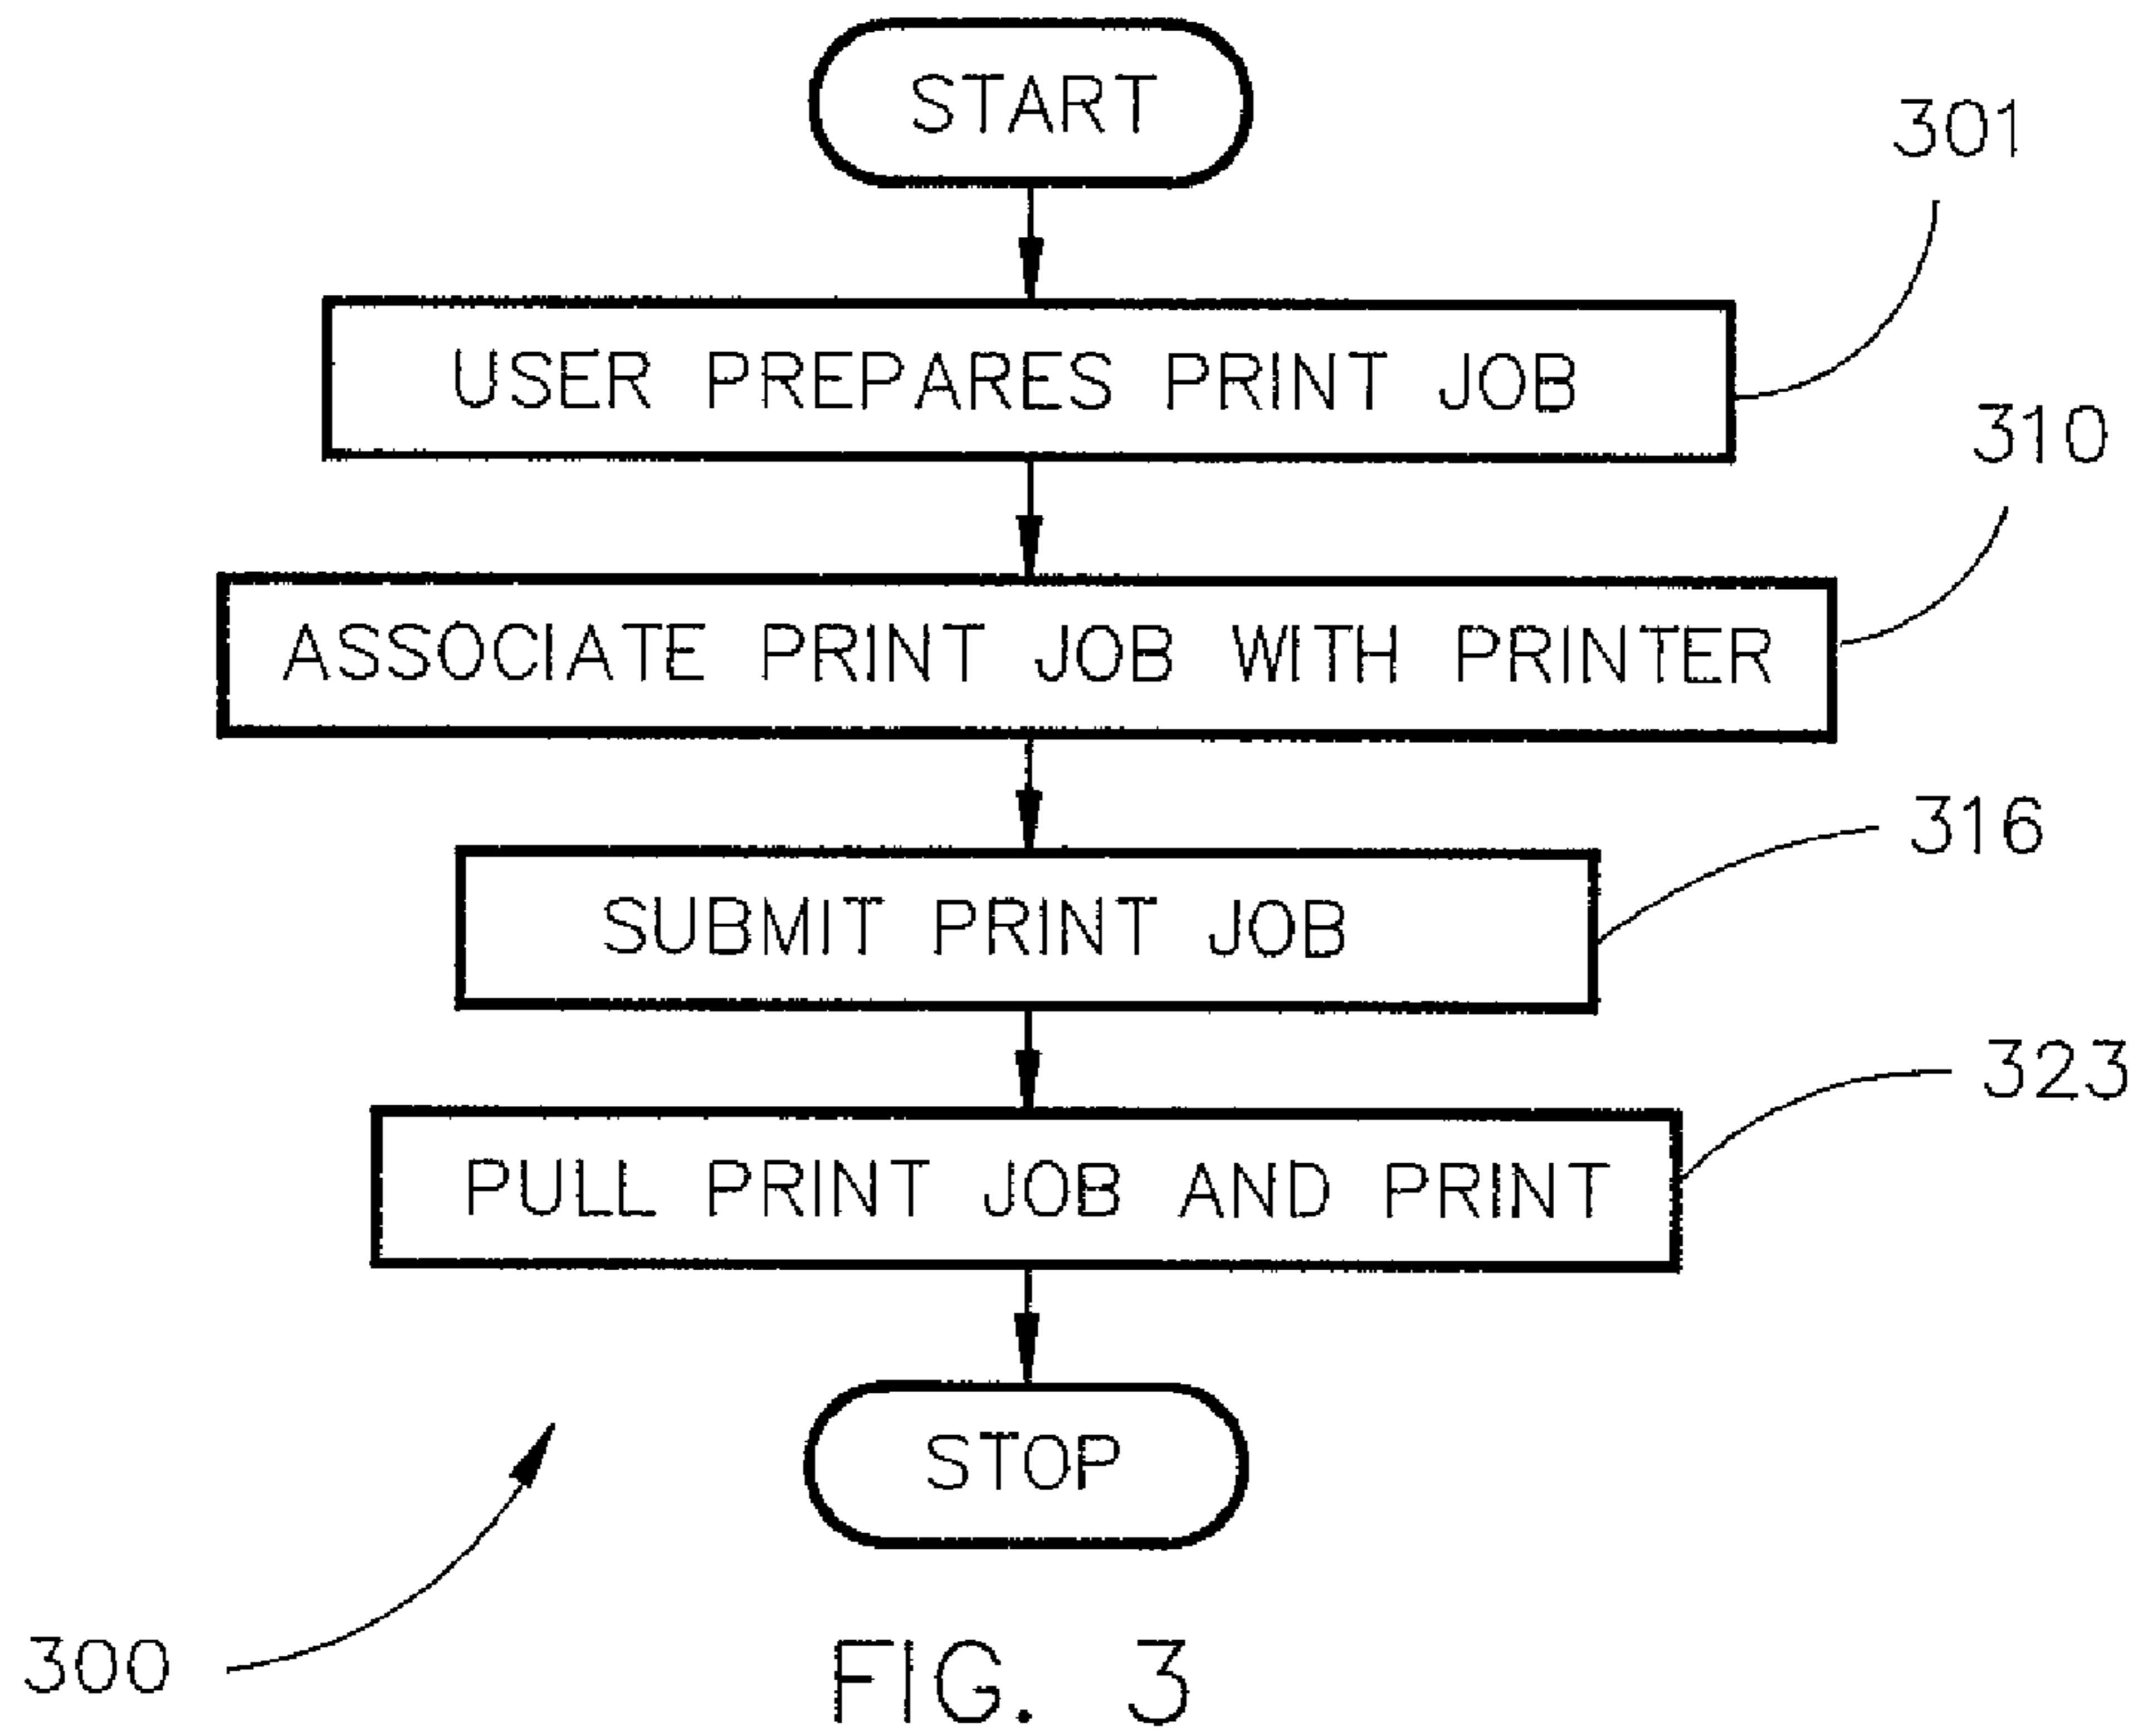 START
301
USER PREPARES PRINT JOB
310
ASSOCIATE PRINT JOB WITH PRINTER
316
SUBMIT PRINT JOB
323
PULL PRINT JOB AND PRINT
STOP
300
FIG. 3